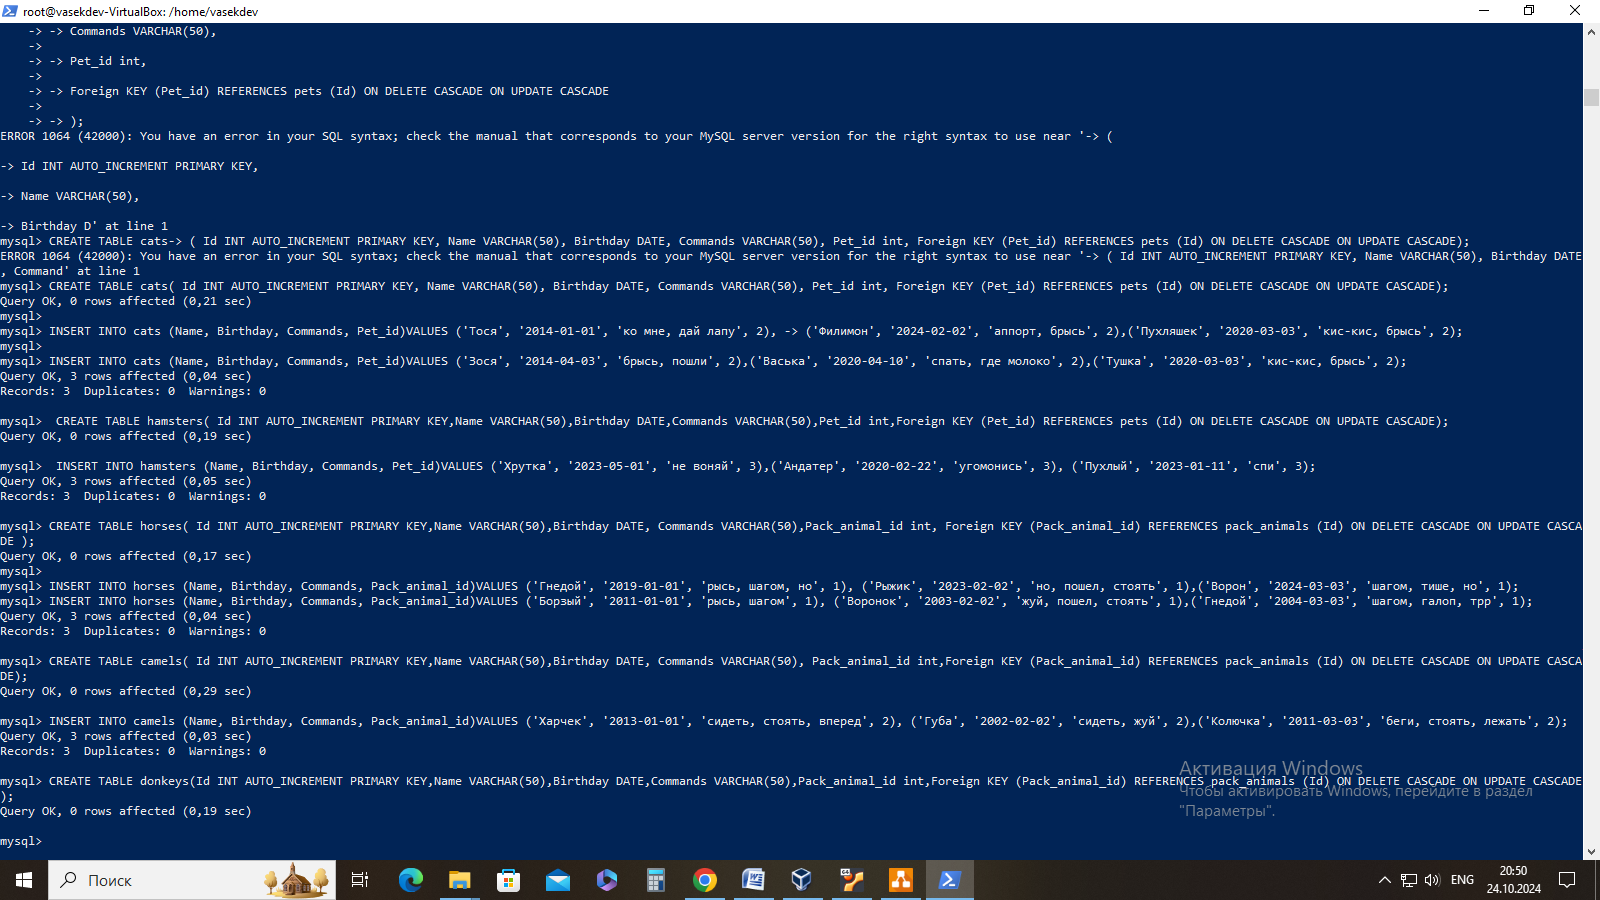 root@vasekdev-VirtualBox: /home/vasekdev
-> -> Commands VARCHAR(50),
->
-> -> Pet_id int,
->
-> -> Foreign KEY (Pet_id) REFERENCES pets (Id) ON DELETE CASCADE ON UPDATE CASCADE
->
-> -> );
ERROR 1064 (42000): You have an error in your SQL syntax; check the manual that corresponds to your MySQL server version for the right syntax to use near '-> (
-> Id INT AUTO_INCREMENT PRIMARY KEY,
-> Name VARCHAR(50),
-> Birthday D' at line 1
mysql> CREATE TABLE cats-> ( Id INT AUTO_INCREMENT PRIMARY KEY, Name VARCHAR(50), Birthday DATE, Commands VARCHAR(50), Pet_id int, Foreign KEY (Pet_id) REFERENCES pets (Id) ON DELETE CASCADE ON UPDATE CASCADE);
ERROR 1064 (42000): You have an error in your SQL syntax; check the manual that corresponds to your MySQL server version for the right syntax to use near '-> ( Id INT AUTO_INCREMENT PRIMARY KEY, Name VARCHAR(50), Birthday DATE
, Command' at line 1
mysql> CREATE TABLE cats( Id INT AUTO_INCREMENT PRIMARY KEY, Name VARCHAR(50), Birthday DATE, Commands VARCHAR(50), Pet_id int, Foreign KEY (Pet_id) REFERENCES pets (Id) ON DELETE CASCADE ON UPDATE CASCADE);
Query OK, 0 rows affected (0,21 sec)
mysql>
mysql> INSERT INTO cats (Name, Birthday, Commands, Pet_id)VALUES ('Тося', '2014-01-01', 'ко мне, дай лапу', 2), -> ('Филимон', '2024-02-02', 'аппорт, брысь', 2),('Пухляшек', '2020-03-03', 'кис-кис, брысь', 2);
mysql>
mysql> INSERT INTO cats (Name, Birthday, Commands, Pet_id)VALUES ('Зося', '2014-04-03', 'брысь, пошли', 2),('Васька', '2020-04-10', 'спать, где молоко', 2),('Тушка', '2020-03-03', 'кис-кис, брысь', 2);
Query OK, 3 rows affected (0,04 sec)
Records: 3  Duplicates: 0  Warnings: 0
mysql>  CREATE TABLE hamsters( Id INT AUTO_INCREMENT PRIMARY KEY,Name VARCHAR(50),Birthday DATE,Commands VARCHAR(50),Pet_id int,Foreign KEY (Pet_id) REFERENCES pets (Id) ON DELETE CASCADE ON UPDATE CASCADE);
Query OK, 0 rows affected (0,19 sec)
mysql>  INSERT INTO hamsters (Name, Birthday, Commands, Pet_id)VALUES ('Хрутка', '2023-05-01', 'не воняй', 3),('Андатер', '2020-02-22', 'угомонись', 3), ('Пухлый', '2023-01-11', 'спи', 3);
Query OK, 3 rows affected (0,05 sec)
Records: 3  Duplicates: 0  Warnings: 0
mysql> CREATE TABLE horses( Id INT AUTO_INCREMENT PRIMARY KEY,Name VARCHAR(50),Birthday DATE, Commands VARCHAR(50),Pack_animal_id int, Foreign KEY (Pack_animal_id) REFERENCES pack_animals (Id) ON DELETE CASCADE ON UPDATE CASCA
DE );
Query OK, 0 rows affected (0,17 sec)
mysql>
mysql> INSERT INTO horses (Name, Birthday, Commands, Pack_animal_id)VALUES ('Гнедой', '2019-01-01', 'рысь, шагом, но', 1), ('Рыжик', '2023-02-02', 'но, пошел, стоять', 1),('Ворон', '2024-03-03', 'шагом, тише, но', 1);
mysql> INSERT INTO horses (Name, Birthday, Commands, Pack_animal_id)VALUES ('Борзый', '2011-01-01', 'рысь, шагом', 1), ('Воронок', '2003-02-02', 'жуй, пошел, стоять', 1),('Гнедой', '2004-03-03', 'шагом, галоп, трр', 1);
Query OK, 3 rows affected (0,04 sec)
Records: 3  Duplicates: 0  Warnings: 0
mysql> CREATE TABLE camels( Id INT AUTO_INCREMENT PRIMARY KEY,Name VARCHAR(50),Birthday DATE, Commands VARCHAR(50), Pack_animal_id int,Foreign KEY (Pack_animal_id) REFERENCES pack_animals (Id) ON DELETE CASCADE ON UPDATE CASCA
DE);
Query OK, 0 rows affected (0,29 sec)
mysql> INSERT INTO camels (Name, Birthday, Commands, Pack_animal_id)VALUES ('Харчек', '2013-01-01', 'сидеть, стоять, вперед', 2), ('Губа', '2002-02-02', 'сидеть, жуй', 2),('Колючка', '2011-03-03', 'беги, стоять, лежать', 2);
Query OK, 3 rows affected (0,03 sec)
Records: 3  Duplicates: 0  Warnings: 0
mysql> CREATE TABLE donkeys(Id INT AUTO_INCREMENT PRIMARY KEY,Name VARCHAR(50),Birthday DATE,Commands VARCHAR(50),Pack_animal_id int,Foreign KEY (Pack_animal_id) REFERENCES pack_animals (Id) ON DELETE CASCADE ON UPDATE CASCADE
);
Query OK, 0 rows affected (0,19 sec)
mysql>
Активация Windows
Чтобы активировать Windows, перейдите в раздел
"Параметры".
Поиск
ENG
20:50
24.10.2024